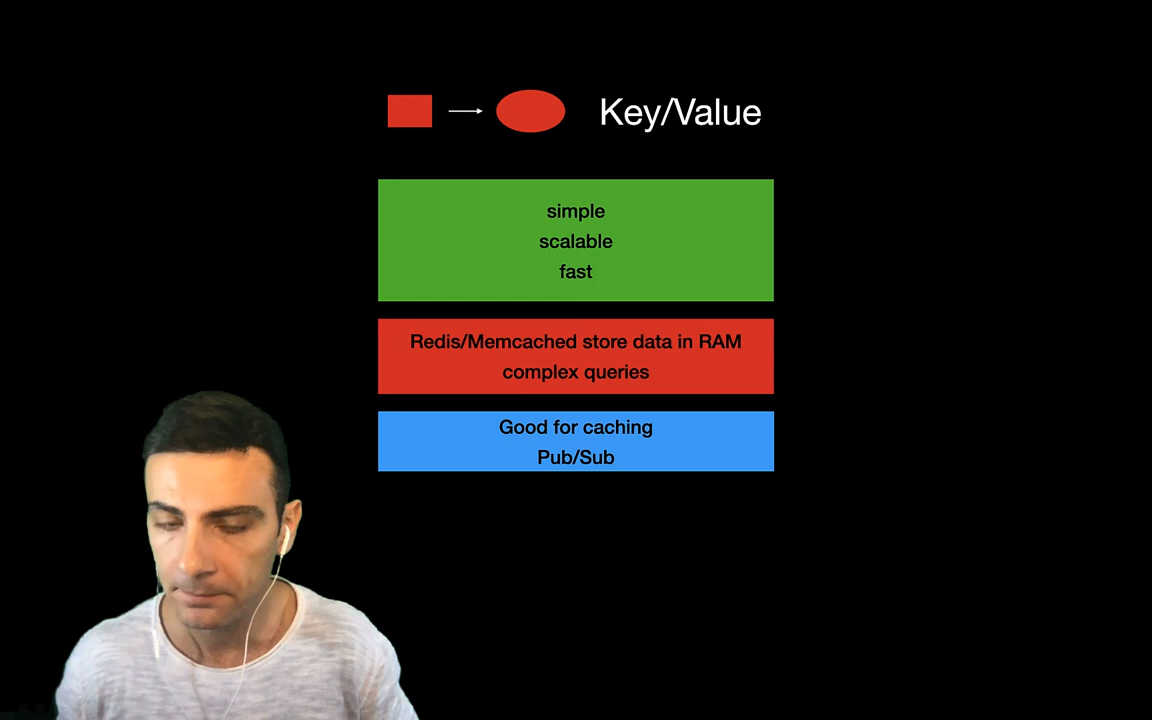 Key/Value
simple
scalable
fast
Redis/Memcached store data in RAM
complex queries
Good for caching
Pub/Sub